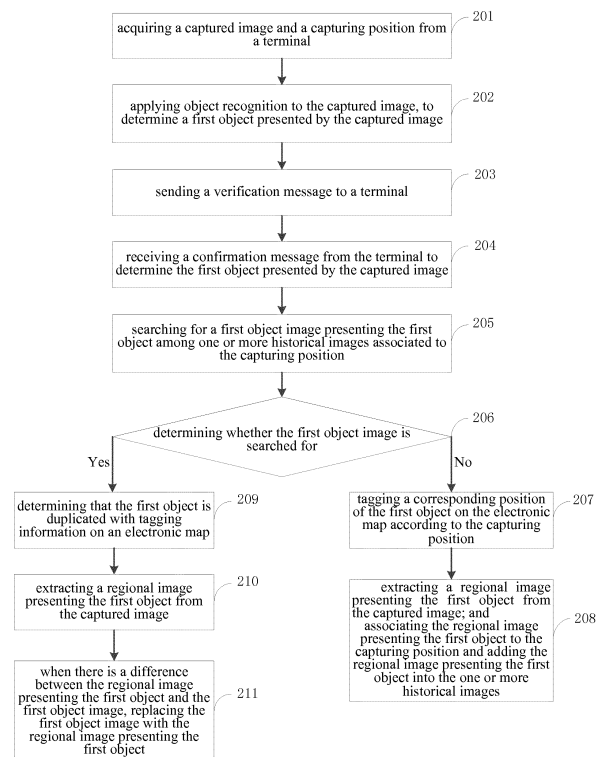 201
acquiring a captured image and a capturing position from
a terminal
202
applying object recognition to the captured image, to
determine a first object presented by the captured image
203
sending a verification message to a terminal
204
receiving a confirmation message from the terminal to
determine the first object presented by the captured image
205
searching for a first object image presenting the first
object among one or more historical images associated to
the capturing position
206
determining whether the first object image is
searched for
Yes
No
209
determining that the first object is
duplicated with tagging
information on an electronic map
207
tagging a corresponding position
of the first object on the electronic
map according to the capturing
position
210
extracting a regional image
presenting the first object from
the captured image
208
extracting a regional image
presenting the first object from
the captured image; and
associating the regional image
presenting the first object to the
capturing position and adding the
regional image presenting the first
object into the one or more
historical images
211
when there is a difference
between the regional image
presenting the first object and the
first object image, replacing the
first object image with the
regional image presenting the
first object